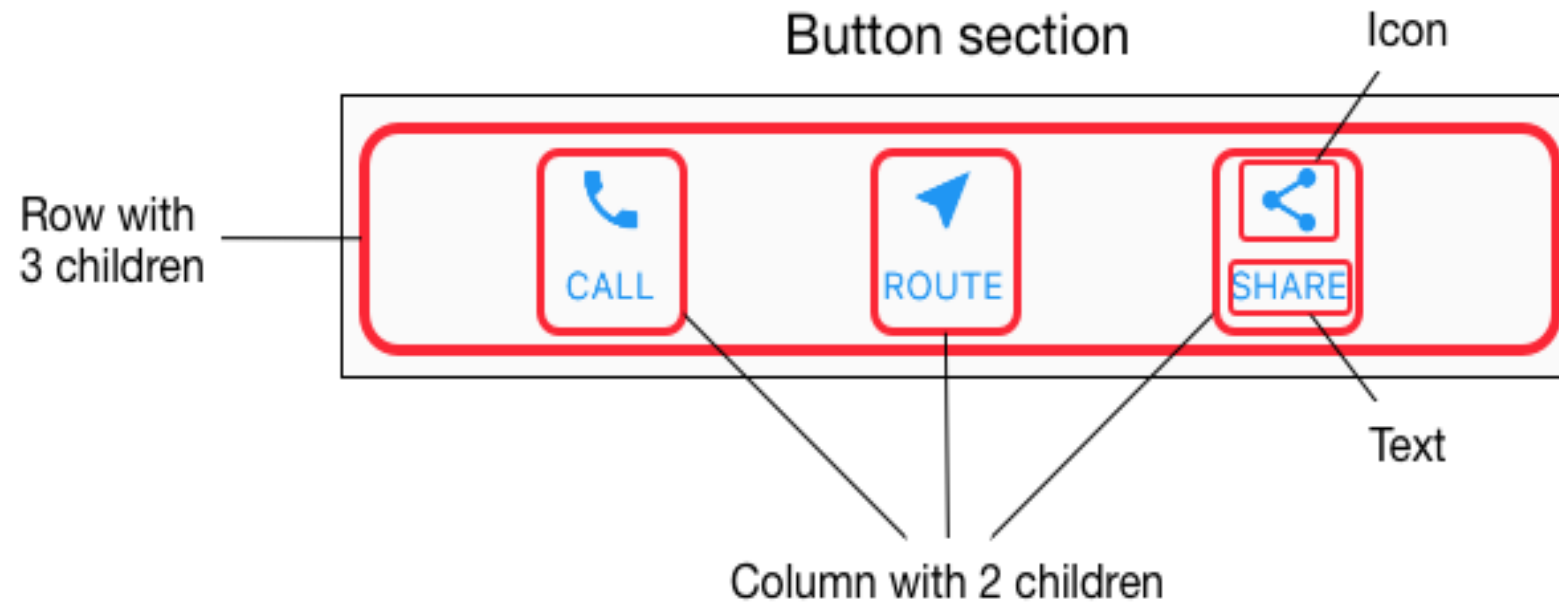 Button section
Icon
Row with
3 children
CALL
ROUTE
SHARE
Text
Column with 2 children